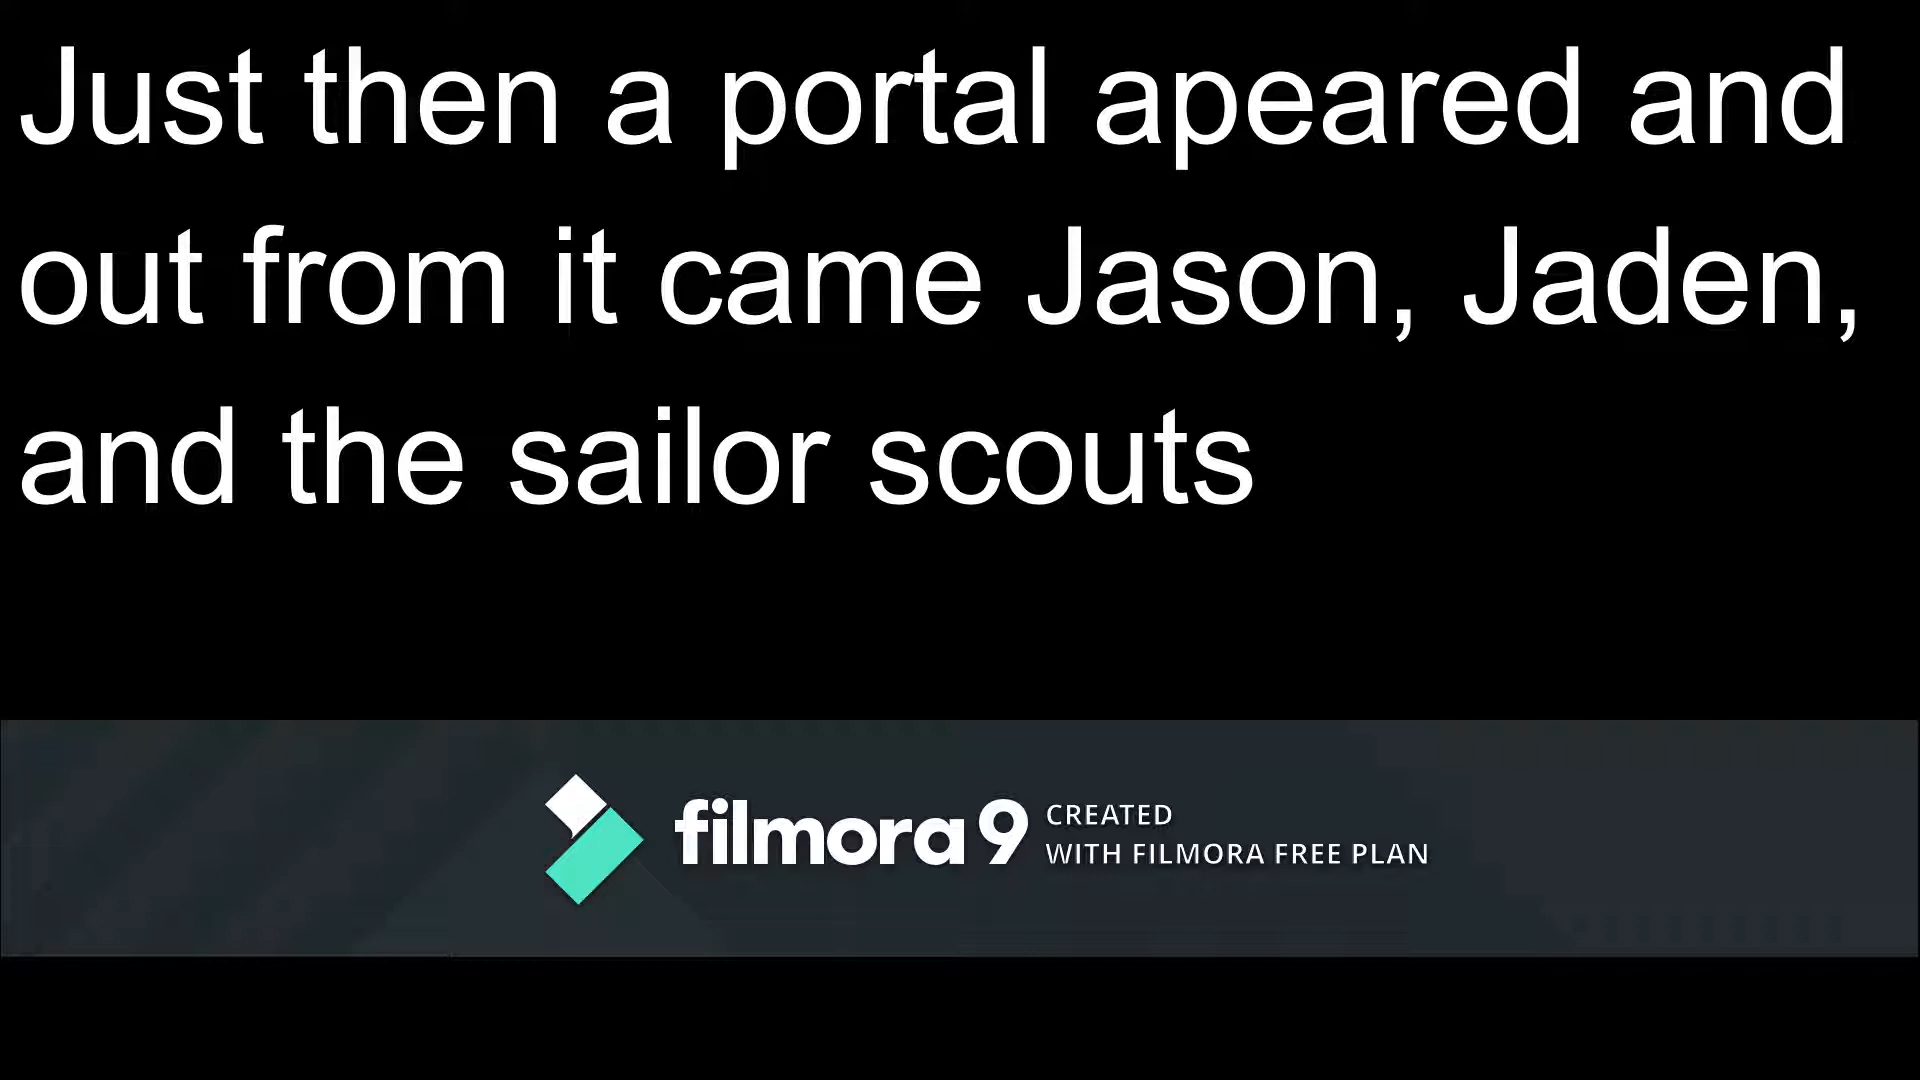 Just then a portal apeared and
out from it came Jason, Jaden,
and the sailor scouts
filmora 9 CREATED
WITH FILMORA FREE PLAN